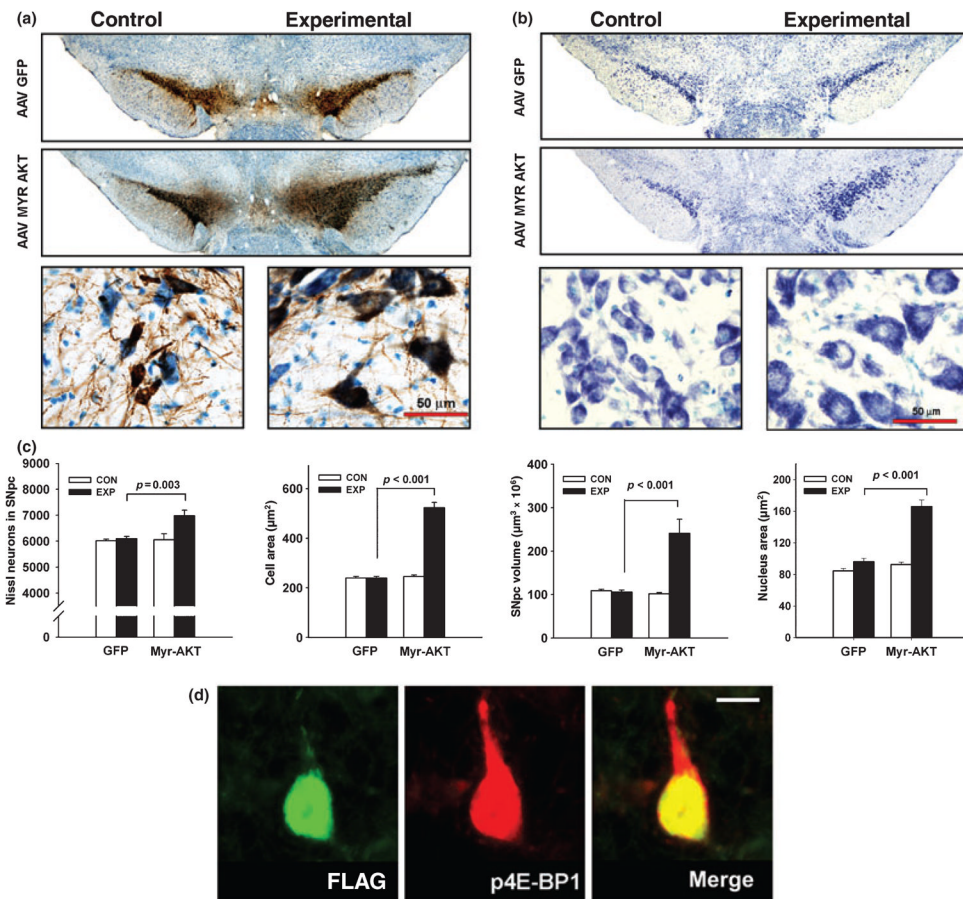 (a)
Control Experimental
AAV GFP
AAV MYR AKT
50 µm
(b)
Control Experimental
AAV GFP
AAV MYR AKT
50 µm
(c)
Nissl neurons in SNpc
9000
8000
7000
6000
5000
4000
0
CON
EXP
p = 0.003
GFP Myr-AKT
Cell area (µm²)
600
400
200
0
CON
EXP
p < 0.001
GFP Myr-AKT
SNpc volume (µm³ × 10⁶)
400
300
200
100
0
CON
EXP
p < 0.001
GFP Myr-AKT
Nucleus area (µm²)
200
160
120
80
40
0
CON
EXP
p < 0.001
GFP Myr-AKT
(d)
FLAG p4E-BP1 Merge